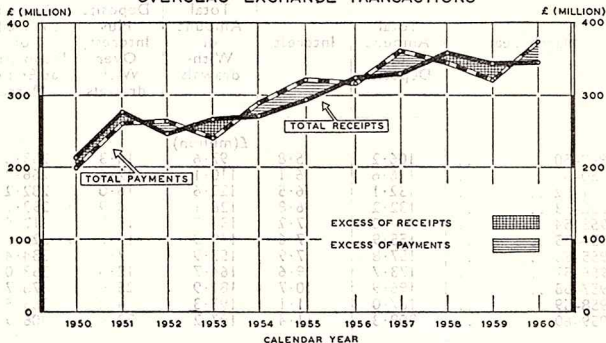 OVERSEAS EXCHANGE TRANSACTIONS
£ (MILLION) £ (MILLION)
400 400
300 300
TOTAL RECEIPTS
200 200
TOTAL PAYMENTS
EXCESS OF RECEIPTS
100 100
EXCESS OF PAYMENTS
0 0
1950 1951 1952 1953 1954 1955 1956 1957 1958 1959 1960
CALENDAR YEAR